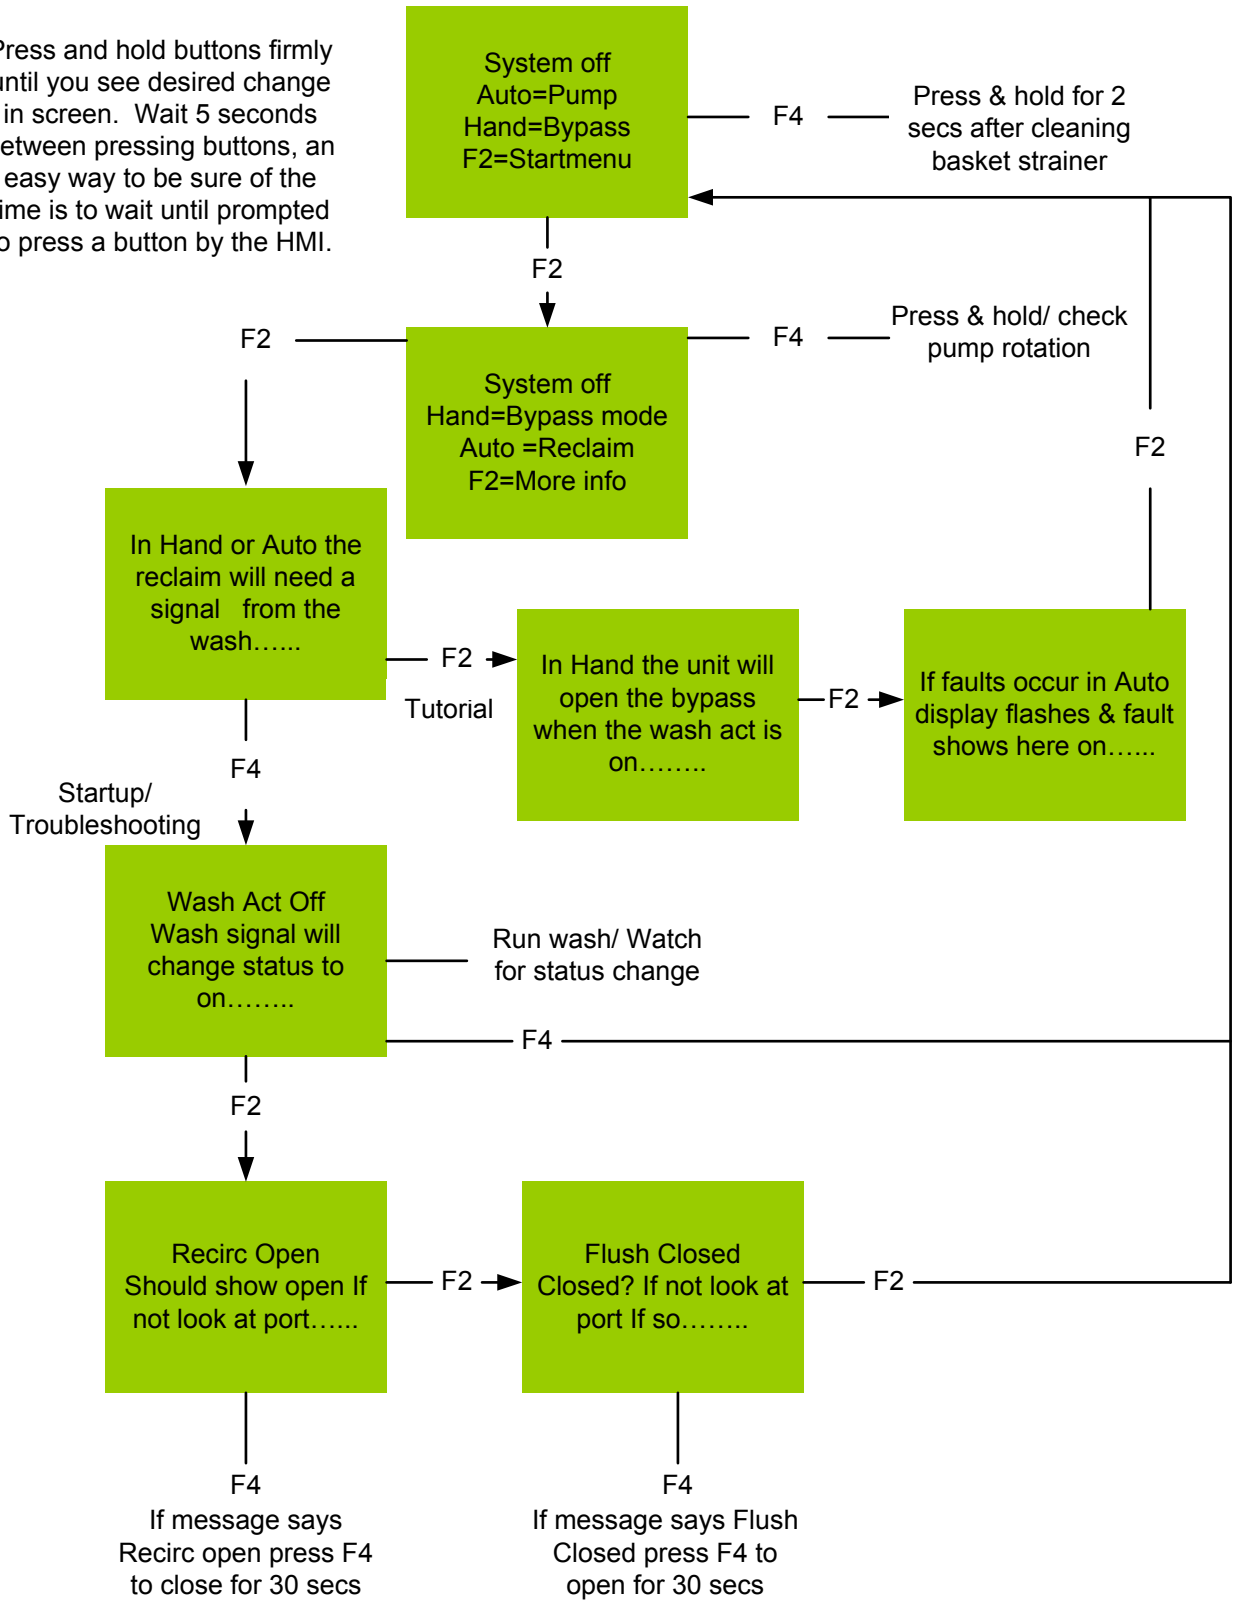 Press and hold buttons firmly
until you see desired change
in screen.  Wait 5 seconds
between pressing buttons, an
easy way to be sure of the
time is to wait until prompted
to press a button by the HMI.
System off
Auto=Pump
Hand=Bypass
F2=Startmenu
F4
Press & hold for 2
secs after cleaning
basket strainer
F2
F2
System off
Hand=Bypass mode
Auto =Reclaim
F2=More info
F4
Press & hold/ check
pump rotation
F2
In Hand or Auto the
reclaim will need a
signal   from the
wash…...
F2
Tutorial
In Hand the unit will
open the bypass
when the wash act is
on……..
F2
If faults occur in Auto
display flashes & fault
shows here on…...
F4
Startup/
Troubleshooting
Wash Act Off
Wash signal will
change status to
on……..
Run wash/ Watch
for status change
F4
F2
Recirc Open
Should show open If
not look at port…...
F2
Flush Closed
Closed? If not look at
port If so……..
F2
F4
If message says
Recirc open press F4
to close for 30 secs
F4
If message says Flush
Closed press F4 to
open for 30 secs